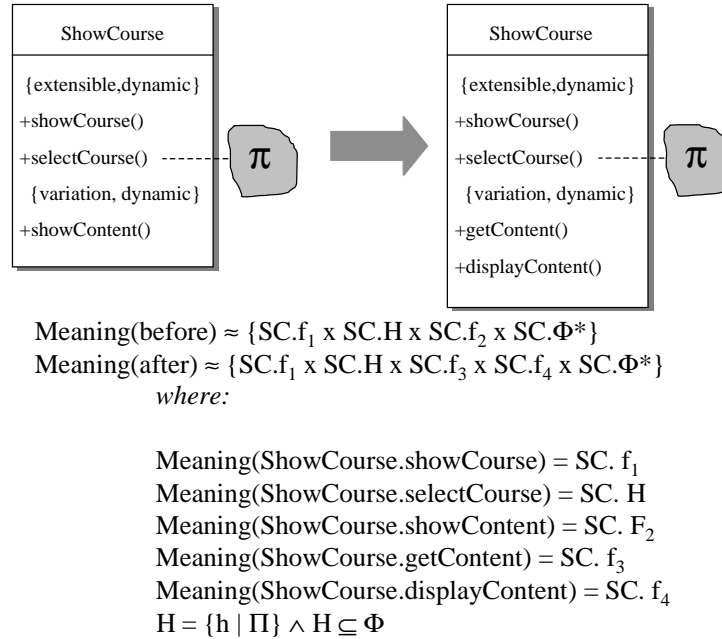 ShowCourse
{extensible,dynamic}
+showCourse()
+selectCourse()
π
{variation, dynamic}
+showContent()
ShowCourse
{extensible,dynamic}
+showCourse()
+selectCourse()
π
{variation, dynamic}
+getContent()
+displayContent()
Meaning(before) ≈ {SC.f₁ x SC.H x SC.f₂ x SC.Φ*}
Meaning(after) ≈ {SC.f₁ x SC.H x SC.f₃ x SC.f₄ x SC.Φ*}
where:
Meaning(ShowCourse.showCourse) = SC. f₁
Meaning(ShowCourse.selectCourse) = SC. H
Meaning(ShowCourse.showContent) = SC. F₂
Meaning(ShowCourse.getContent) = SC. f₃
Meaning(ShowCourse.displayContent) = SC. f₄
H = {h | Π} ∧ H ⊆ Φ